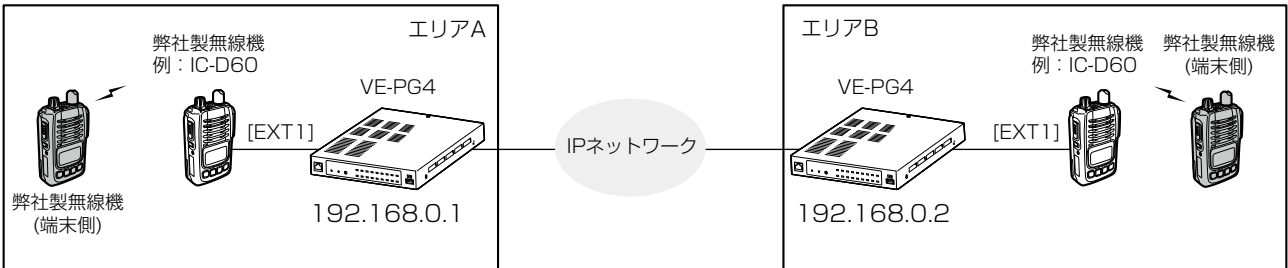 エリアA
弊社製無線機
例：IC-D60
VE-PG4
[EXT1]
弊社製無線機
(端末側)
192.168.0.1
IPネットワーク
エリアB
弊社製無線機
例：IC-D60
弊社製無線機
(端末側)
VE-PG4
[EXT1]
192.168.0.2